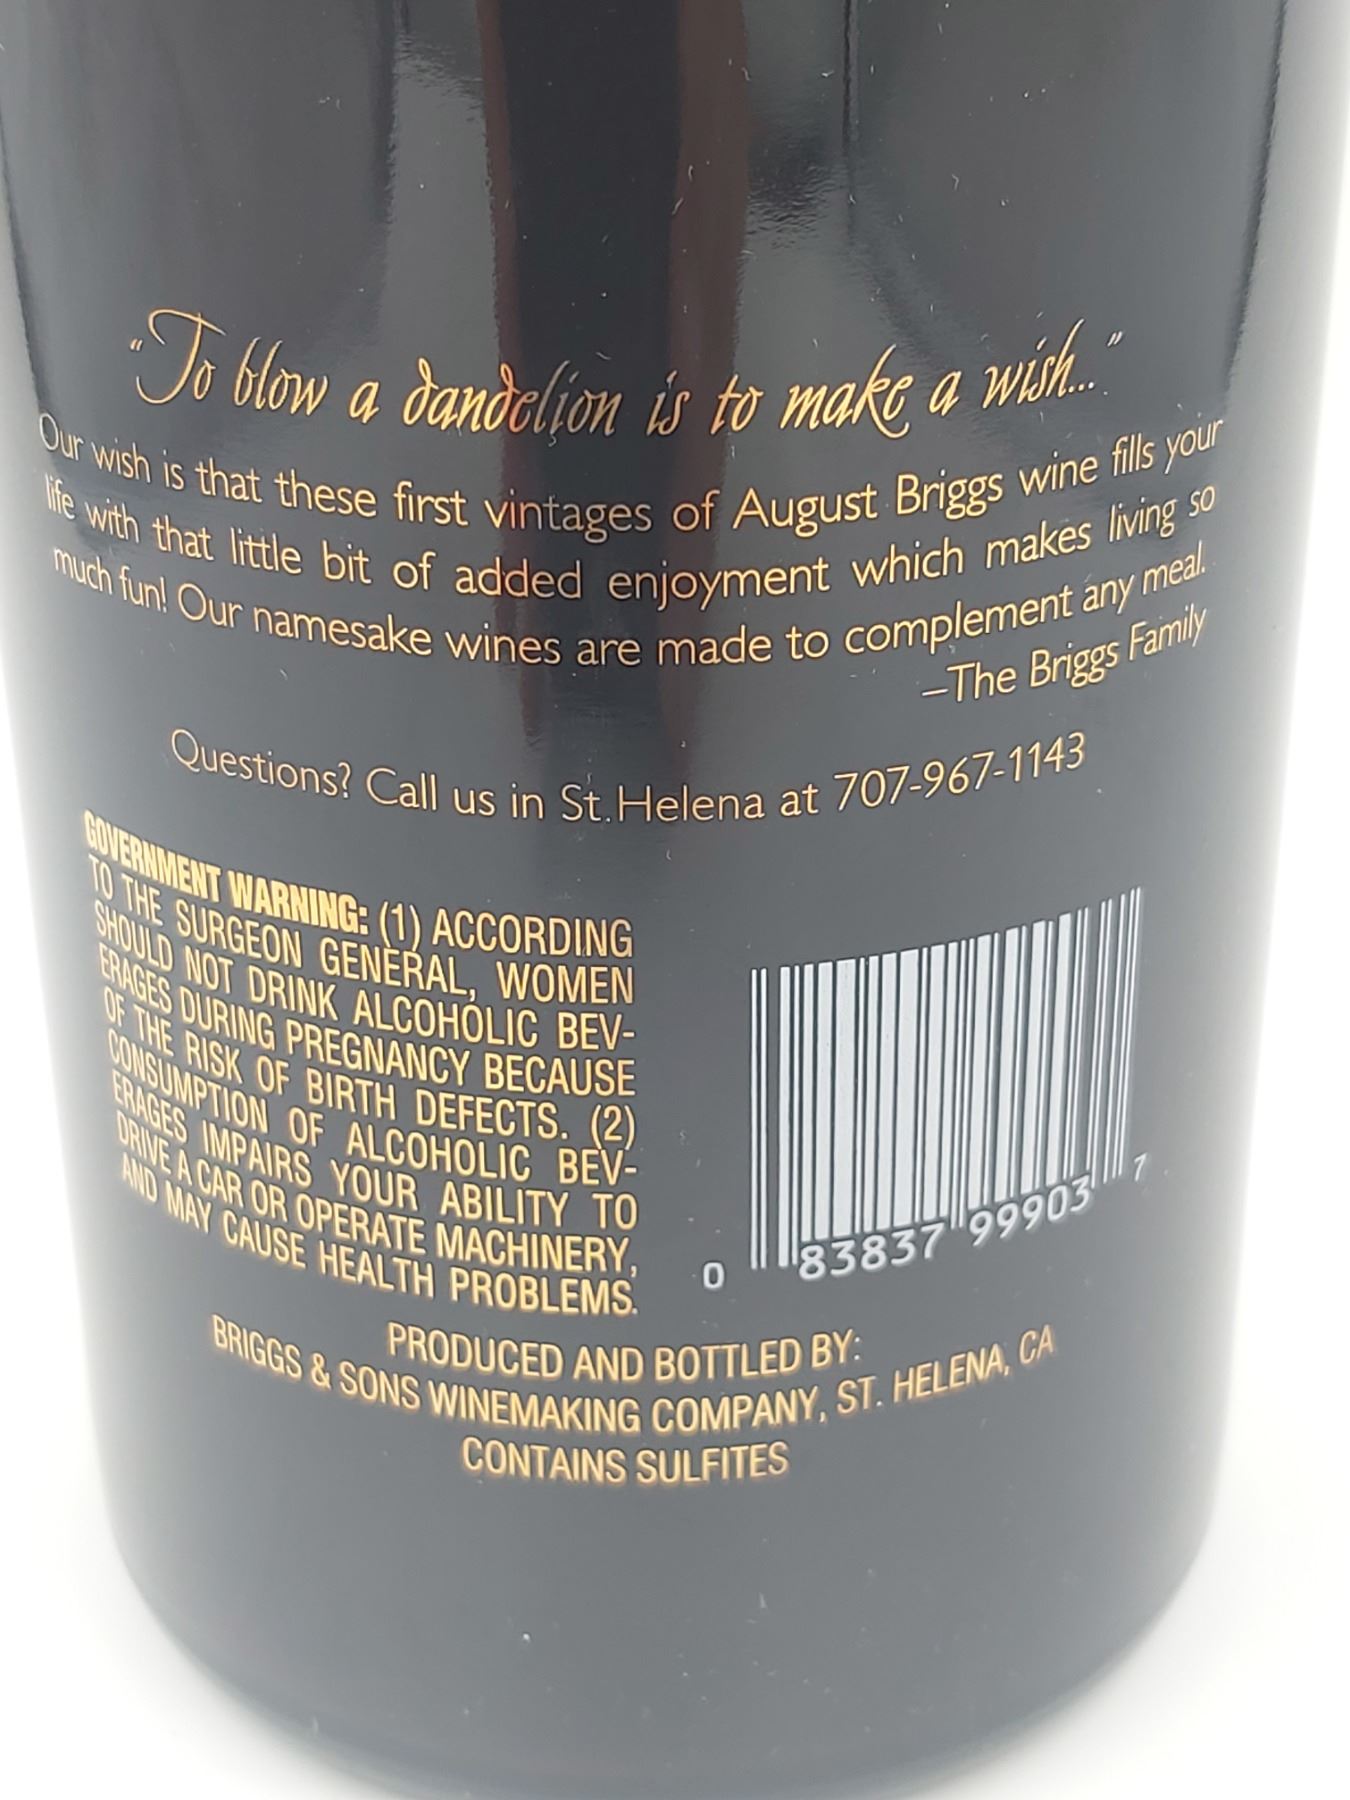 "To blow a dandelion is to make a wish..."
Our wish is that these first vintages of August Briggs wine fills your
life with that little bit of added enjoyment which makes living so
much fun! Our namesake wines are made to complement any meal.
–The Briggs Family
Questions? Call us in St. Helena at 707-967-1143
GOVERNMENT WARNING: (1) ACCORDING
TO THE SURGEON GENERAL, WOMEN
SHOULD NOT DRINK ALCOHOLIC BEV-
ERAGES DURING PREGNANCY BECAUSE
OF THE RISK OF BIRTH DEFECTS. (2)
CONSUMPTION OF ALCOHOLIC BEV-
ERAGES IMPAIRS YOUR ABILITY TO
DRIVE A CAR OR OPERATE MACHINERY,
AND MAY CAUSE HEALTH PROBLEMS.
0 83837 99903 7
PRODUCED AND BOTTLED BY:
BRIGGS & SONS WINEMAKING COMPANY, ST. HELENA, CA
CONTAINS SULFITES